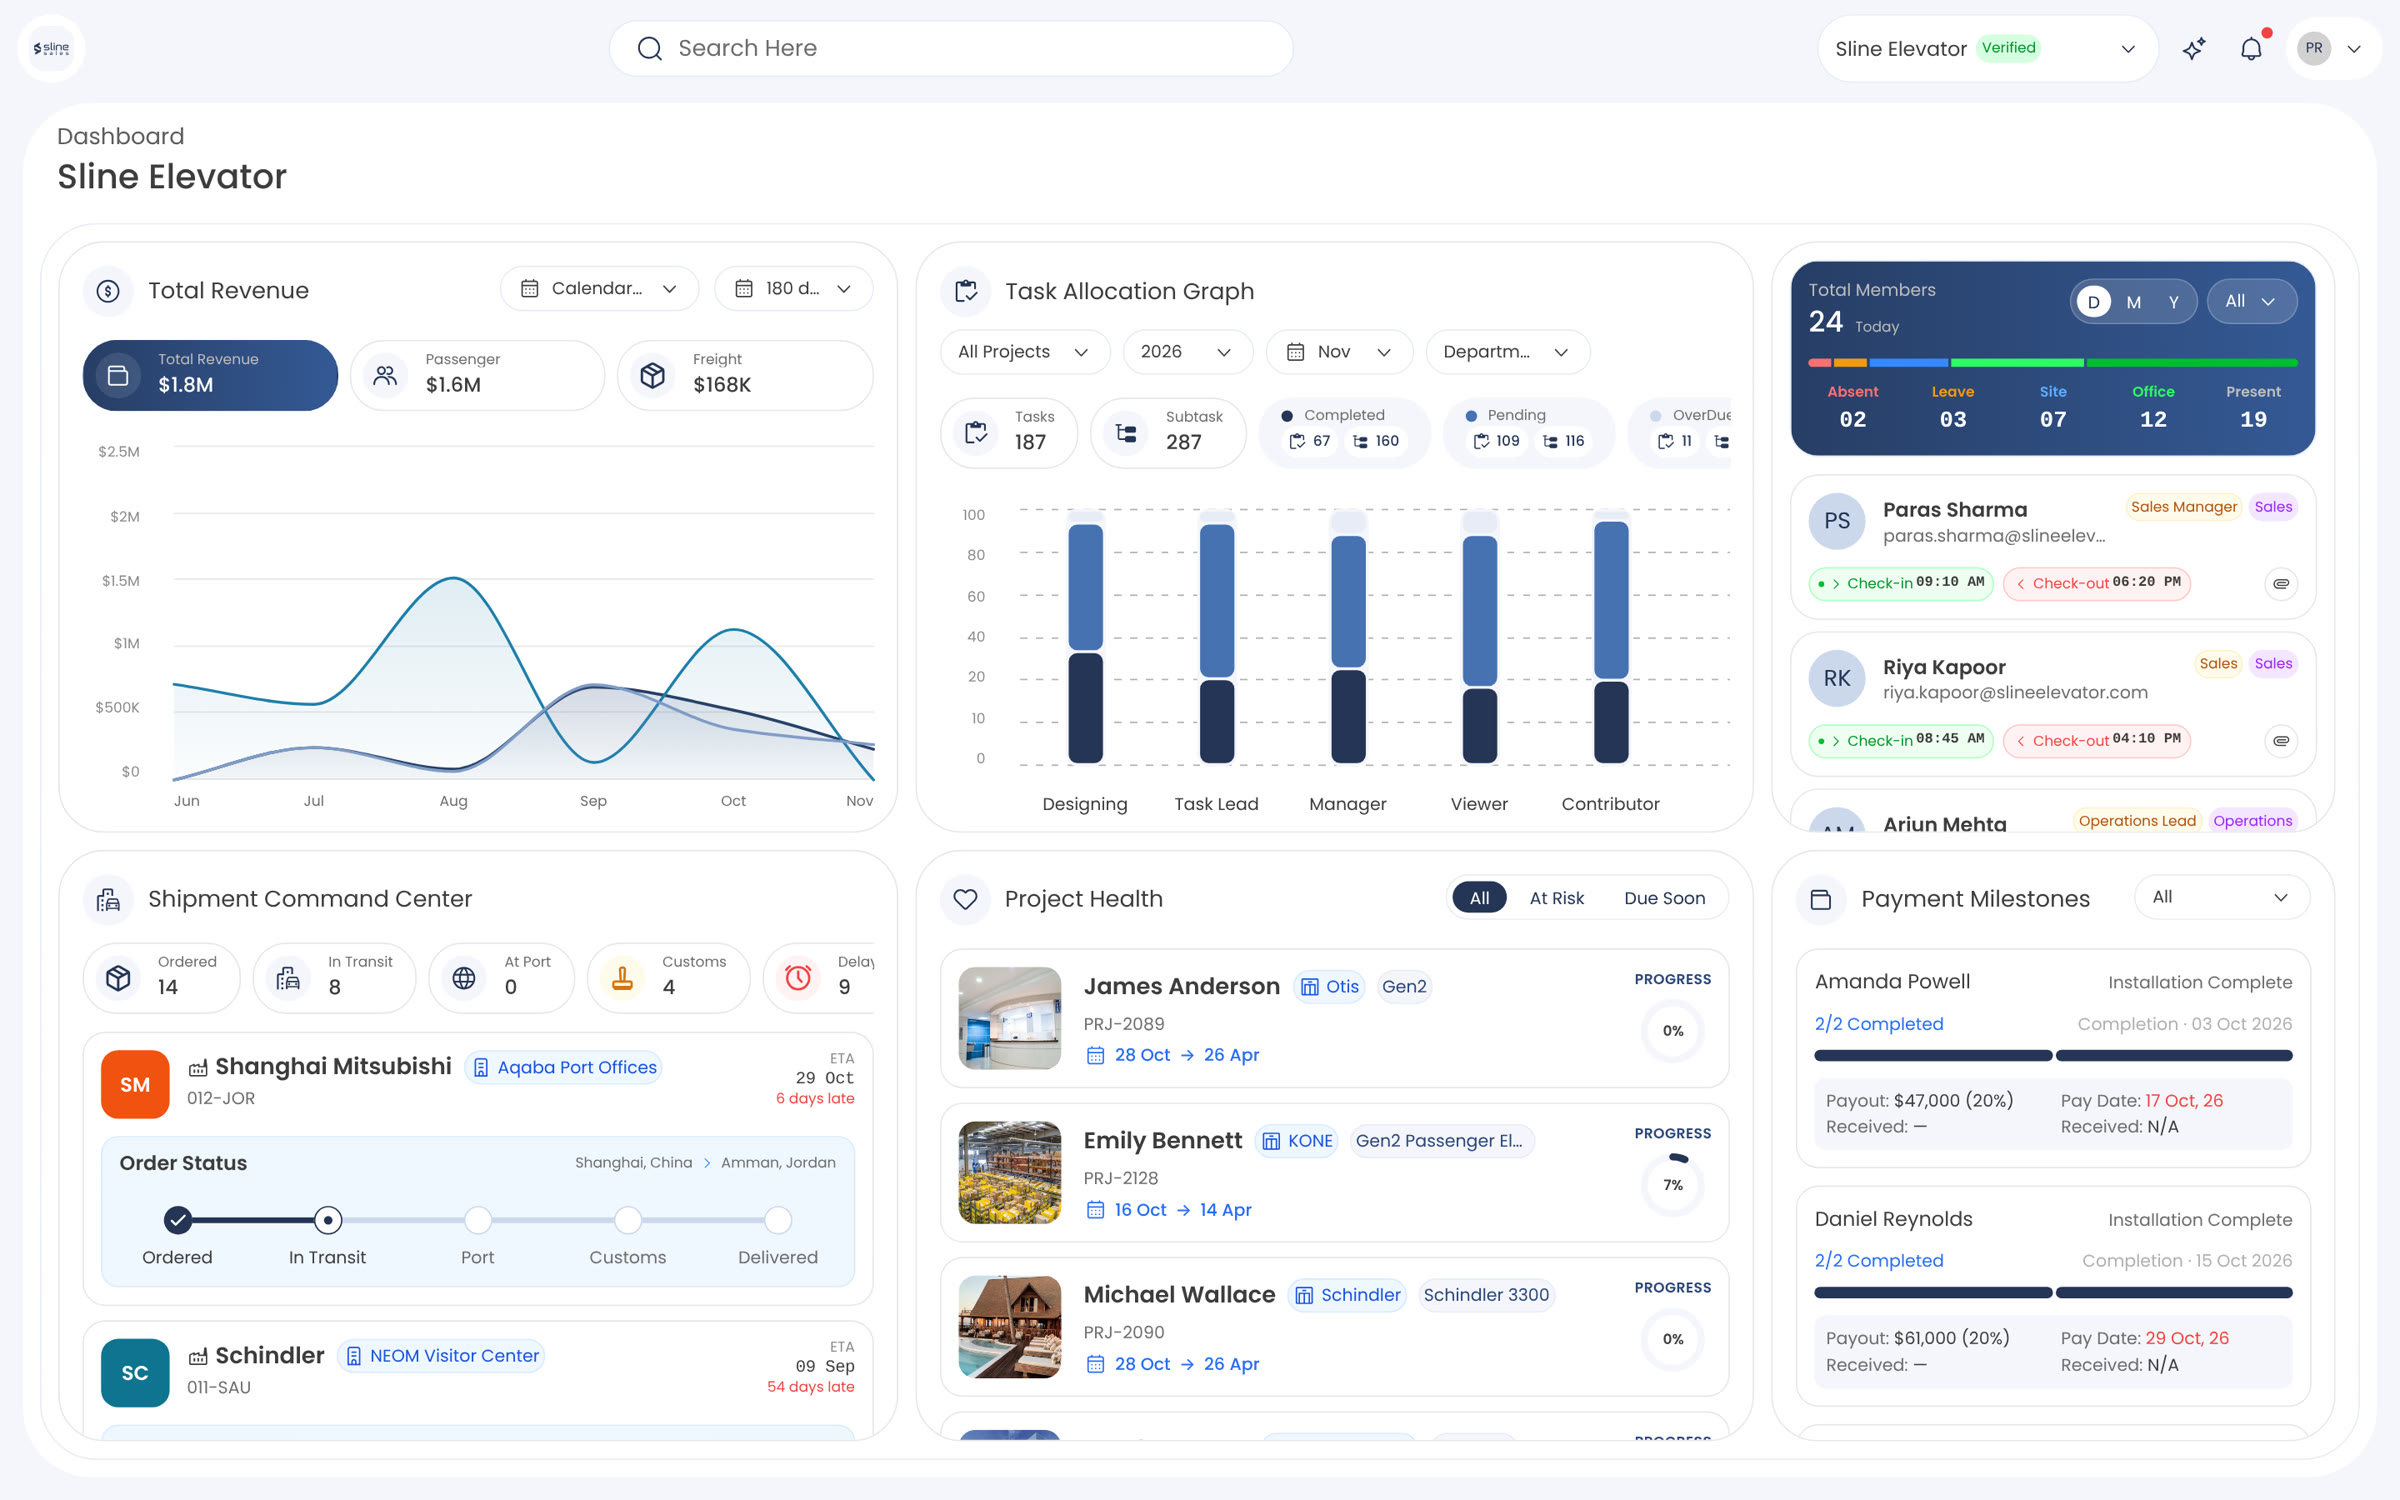 sline
sales
Search Here
Sline Elevator Verified
PR
Dashboard
Sline Elevator
Total Revenue
Calendar...
180 d...
Total Revenue
$1.8M
Passenger
$1.6M
Freight
$168K
$2.5M
$2M
$1.5M
$1M
$500K
$0
Jun Jul Aug Sep Oct Nov
Task Allocation Graph
All Projects
2026
Nov
Departm...
Tasks
187
Subtask
287
Completed
67 160
Pending
109 116
OverDue
11
100
80
60
40
20
10
0
Designing Task Lead Manager Viewer Contributor
Total Members
24 Today
D M Y
All
Absent Leave Site Office Present
02 03 07 12 19
PS
Paras Sharma
Sales Manager Sales
paras.sharma@slineelev...
Check-in 09:10 AM
Check-out 06:20 PM
RK
Riya Kapoor
Sales Sales
riya.kapoor@slineelevator.com
Check-in 08:45 AM
Check-out 04:10 PM
AM
Arjun Mehta
Operations Lead Operations
Shipment Command Center
Ordered
14
In Transit
8
At Port
0
Customs
4
Delay
9
SM
Shanghai Mitsubishi
Aqaba Port Offices
012-JOR
ETA
29 Oct
6 days late
Order Status
Shanghai, China > Amman, Jordan
Ordered In Transit Port Customs Delivered
SC
Schindler
NEOM Visitor Center
011-SAU
ETA
09 Sep
54 days late
Project Health
All At Risk Due Soon
James Anderson Otis Gen2
PRJ-2089
28 Oct → 26 Apr
PROGRESS
0%
Emily Bennett KONE Gen2 Passenger El...
PRJ-2128
16 Oct → 14 Apr
PROGRESS
7%
Michael Wallace Schindler Schindler 3300
PRJ-2090
28 Oct → 26 Apr
PROGRESS
0%
PROGRESS
Payment Milestones
All
Amanda Powell
Installation Complete
2/2 Completed
Completion · 03 Oct 2026
Payout: $47,000 (20%)
Pay Date: 17 Oct, 26
Received: —
Received: N/A
Daniel Reynolds
Installation Complete
2/2 Completed
Completion · 15 Oct 2026
Payout: $61,000 (20%)
Pay Date: 29 Oct, 26
Received: —
Received: N/A